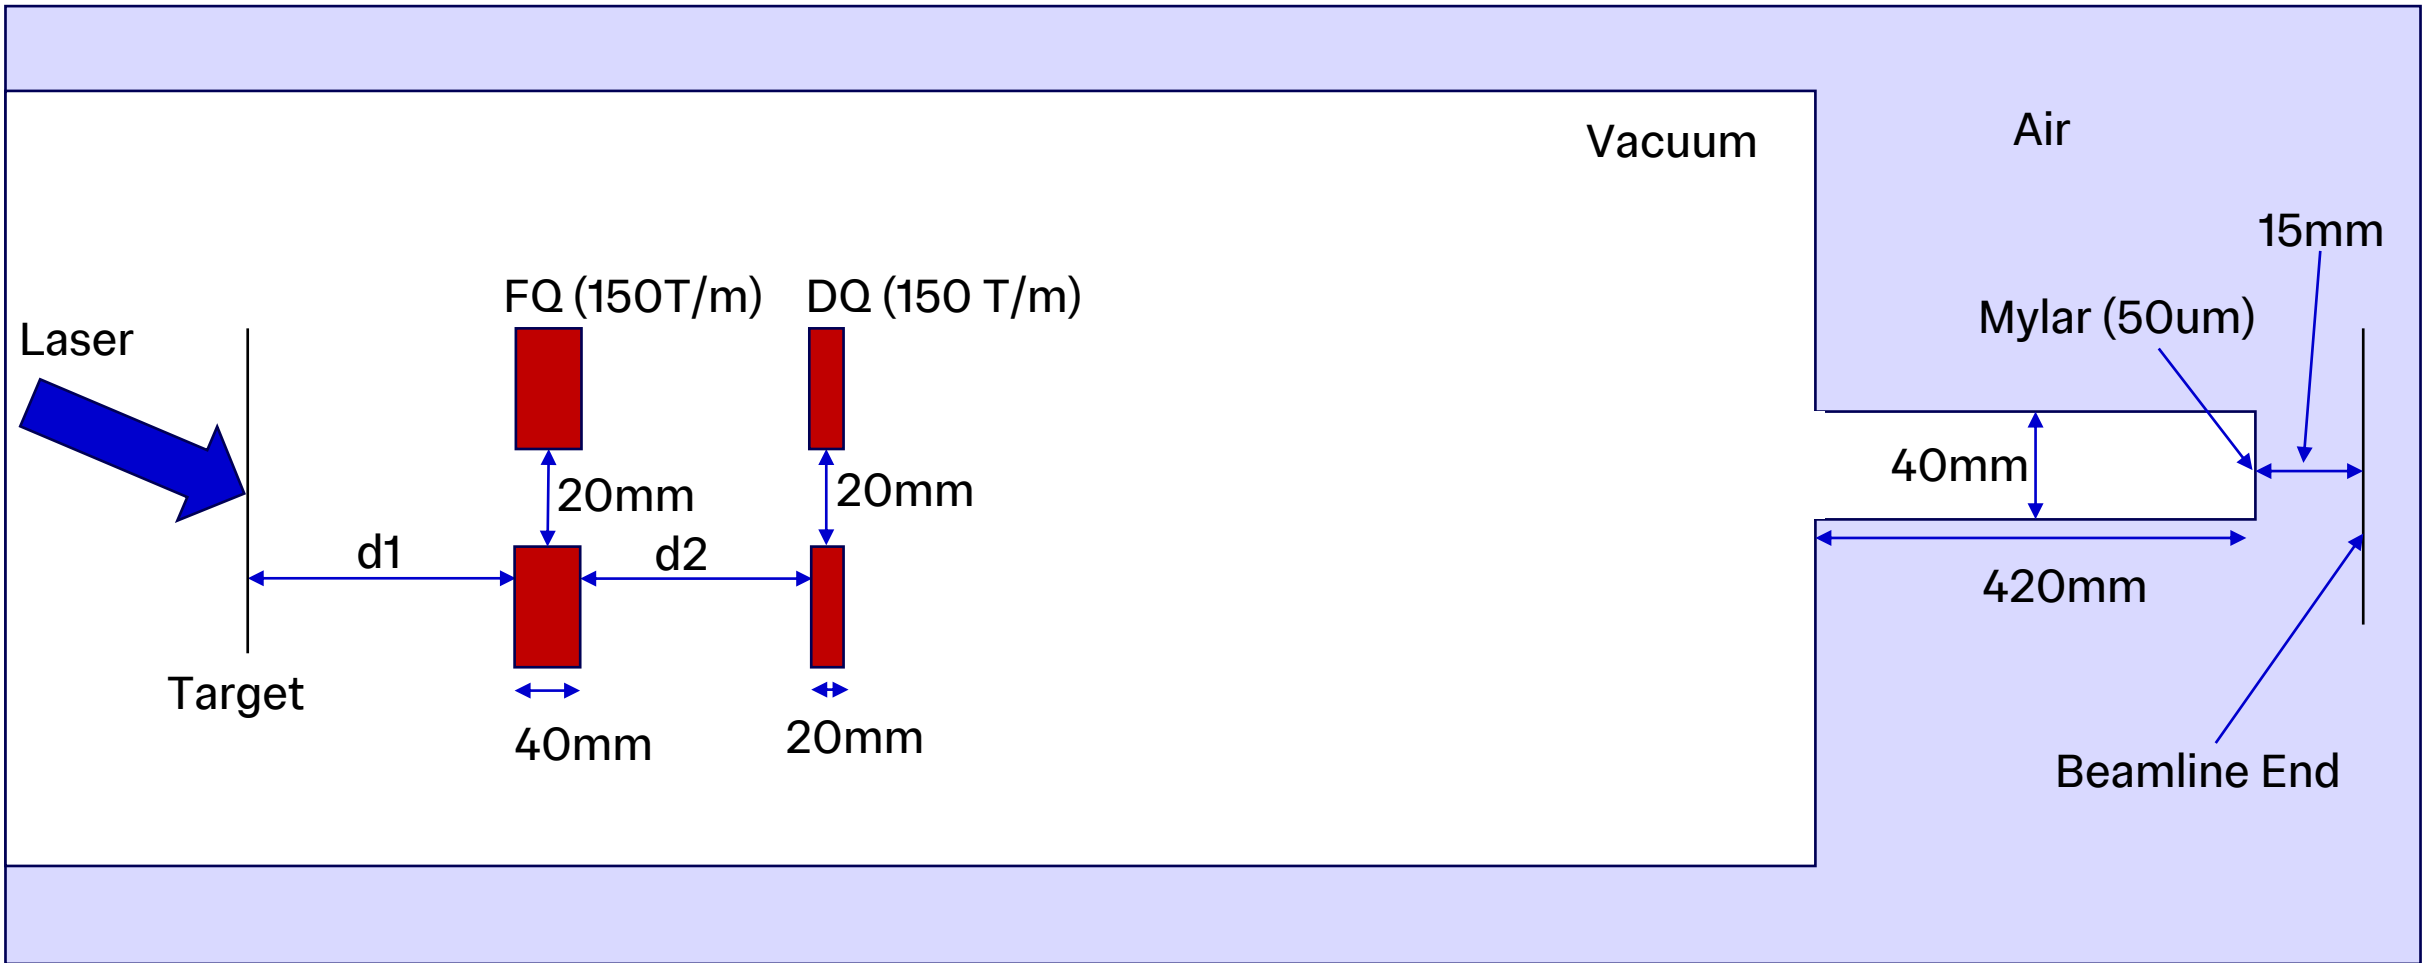 Vacuum
Air
15mm
FQ (150T/m)
DQ (150 T/m)
Mylar (50um)
Laser
20mm
20mm
40mm
d1
d2
420mm
Target
40mm
20mm
Beamline End